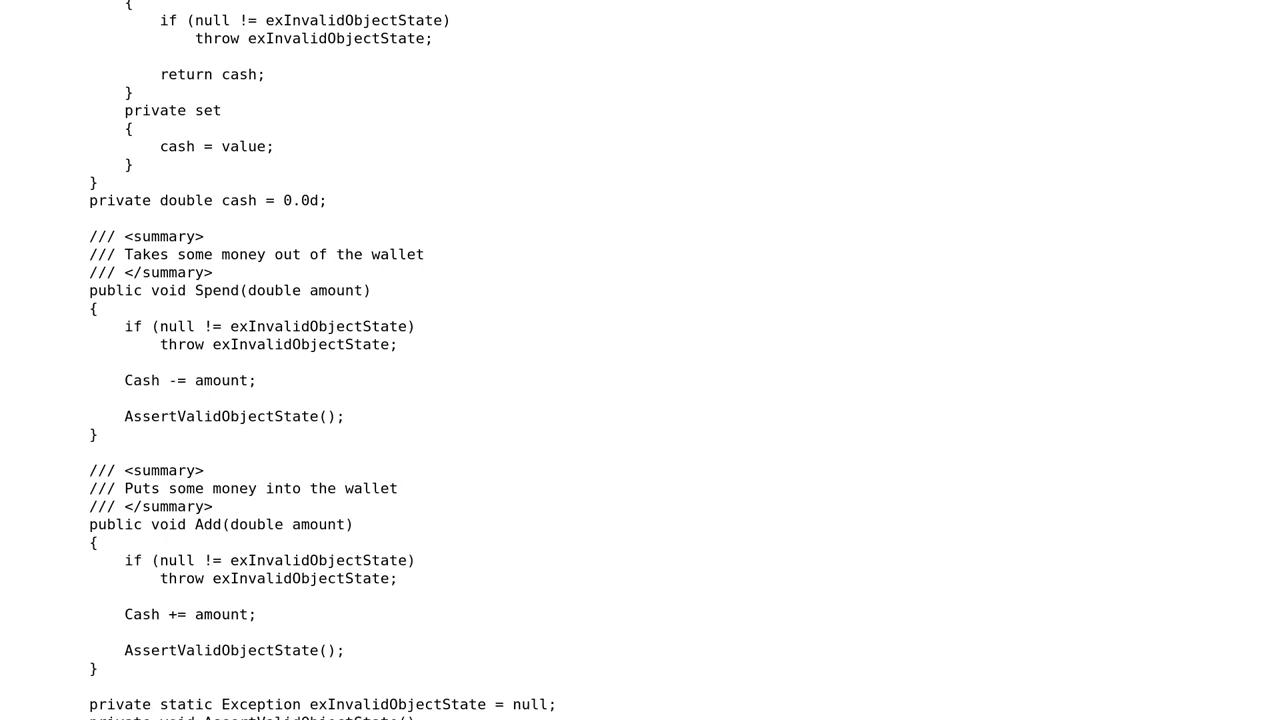 {
if (null != exInvalidObjectState)
throw exInvalidObjectState;
return cash;
}
private set
{
cash = value;
}
}
private double cash = 0.0d;
/// <summary>
/// Takes some money out of the wallet
/// </summary>
public void Spend(double amount)
{
if (null != exInvalidObjectState)
throw exInvalidObjectState;
Cash -= amount;
AssertValidObjectState();
}
/// <summary>
/// Puts some money into the wallet
/// </summary>
public void Add(double amount)
{
if (null != exInvalidObjectState)
throw exInvalidObjectState;
Cash += amount;
AssertValidObjectState();
}
private static Exception exInvalidObjectState = null;
private void AssertValidObjectState()